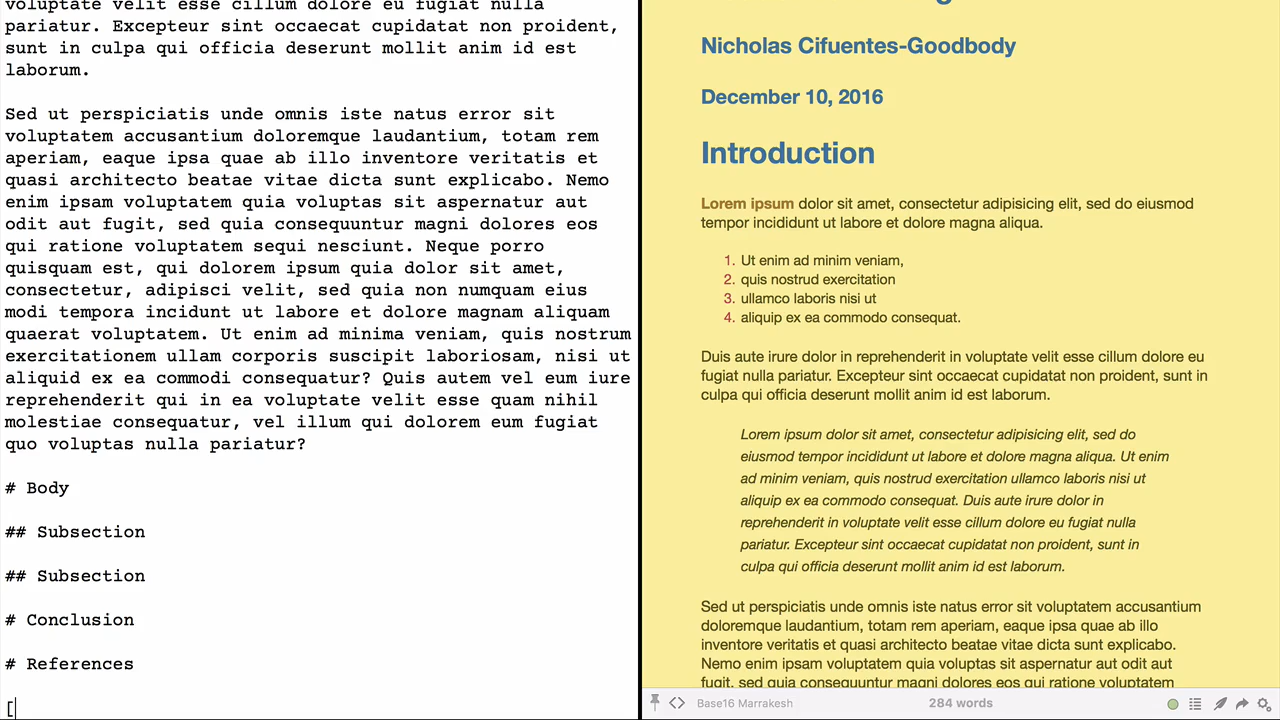 voluptate velit esse cillum dolore eu fugiat nulla
pariatur. Excepteur sint occaecat cupidatat non proident,
sunt in culpa qui officia deserunt mollit anim id est
laborum.
Sed ut perspiciatis unde omnis iste natus error sit
voluptatem accusantium doloremque laudantium, totam rem
aperiam, eaque ipsa quae ab illo inventore veritatis et
quasi architecto beatae vitae dicta sunt explicabo. Nemo
enim ipsam voluptatem quia voluptas sit aspernatur aut
odit aut fugit, sed quia consequuntur magni dolores eos
qui ratione voluptatem sequi nesciunt. Neque porro
quisquam est, qui dolorem ipsum quia dolor sit amet,
consectetur, adipisci velit, sed quia non numquam eius
modi tempora incidunt ut labore et dolore magnam aliquam
quaerat voluptatem. Ut enim ad minima veniam, quis nostrum
exercitationem ullam corporis suscipit laboriosam, nisi ut
aliquid ex ea commodi consequatur? Quis autem vel eum iure
reprehenderit qui in ea voluptate velit esse quam nihil
molestiae consequatur, vel illum qui dolorem eum fugiat
quo voluptas nulla pariatur?
# Body
## Subsection
## Subsection
# Conclusion
# References
[
Nicholas Cifuentes-Goodbody
December 10, 2016
Introduction
Lorem ipsum dolor sit amet, consectetur adipisicing elit, sed do eiusmod
tempor incididunt ut labore et dolore magna aliqua.
1. Ut enim ad minim veniam,
2. quis nostrud exercitation
3. ullamco laboris nisi ut
4. aliquip ex ea commodo consequat.
Duis aute irure dolor in reprehenderit in voluptate velit esse cillum dolore eu
fugiat nulla pariatur. Excepteur sint occaecat cupidatat non proident, sunt in
culpa qui officia deserunt mollit anim id est laborum.
Lorem ipsum dolor sit amet, consectetur adipisicing elit, sed do
eiusmod tempor incididunt ut labore et dolore magna aliqua. Ut enim
ad minim veniam, quis nostrud exercitation ullamco laboris nisi ut
aliquip ex ea commodo consequat. Duis aute irure dolor in
reprehenderit in voluptate velit esse cillum dolore eu fugiat nulla
pariatur. Excepteur sint occaecat cupidatat non proident, sunt in
culpa qui officia deserunt mollit anim id est laborum.
Sed ut perspiciatis unde omnis iste natus error sit voluptatem accusantium
doloremque laudantium, totam rem aperiam, eaque ipsa quae ab illo
inventore veritatis et quasi architecto beatae vitae dicta sunt explicabo.
Nemo enim ipsam voluptatem quia voluptas sit aspernatur aut odit aut
fugit, sed quia consequuntur magni dolores eos qui ratione voluptatem
Base16 Marrakesh
284 words